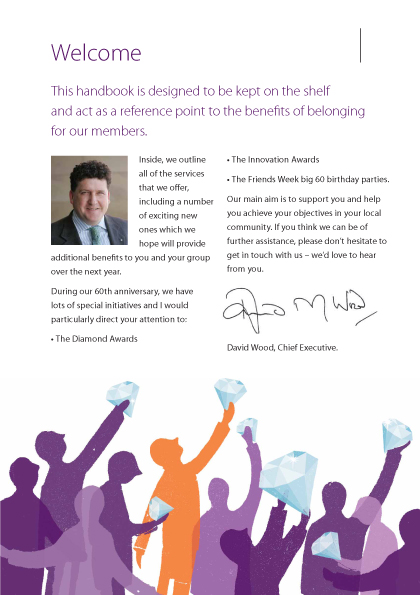 Welcome
This handbook is designed to be kept on the shelf
and act as a reference point to the benefits of belonging
for our members.
Inside, we outline
all of the services
that we offer,
including a number
of exciting new
ones which we
hope will provide
additional benefits to you and your group
over the next year.
During our 60th anniversary, we have
lots of special initiatives and I would
particularly direct your attention to:
• The Diamond Awards
• The Innovation Awards
• The Friends Week big 60 birthday parties.
Our main aim is to support you and help
you achieve your objectives in your local
community. If you think we can be of
further assistance, please don't hesitate to
get in touch with us – we'd love to hear
from you.
David Wood, Chief Executive.